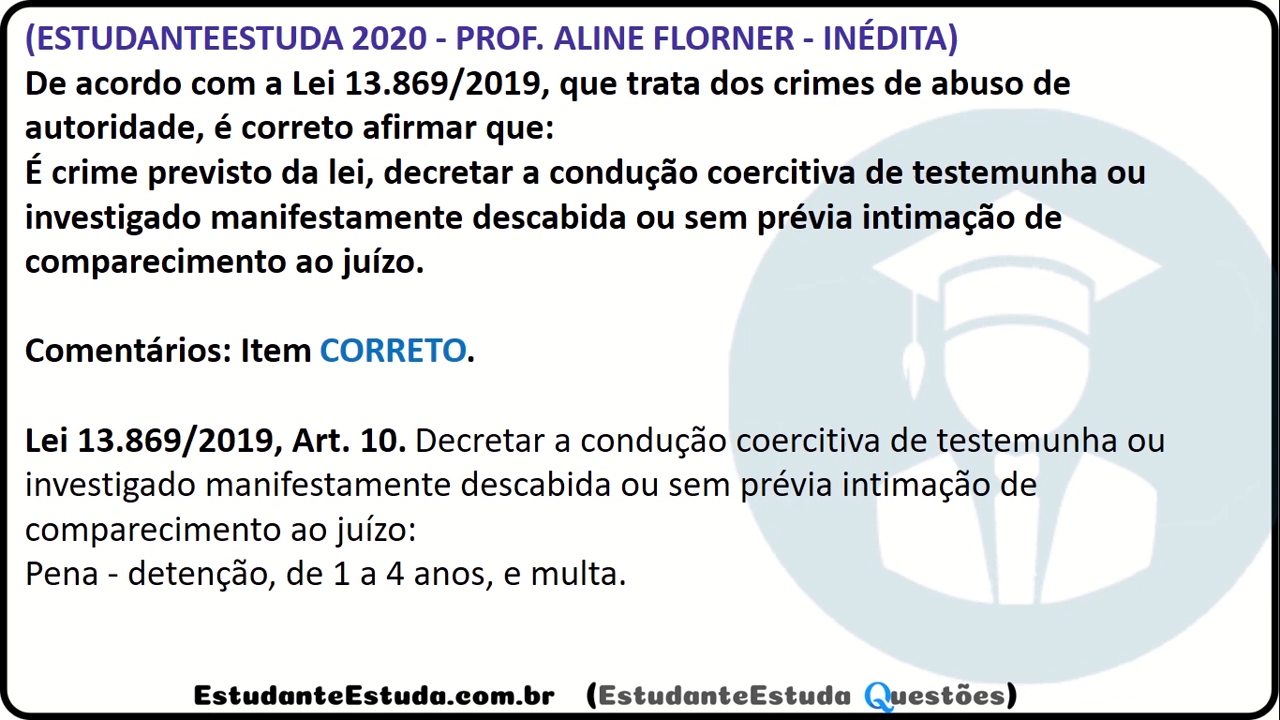 (ESTUDANTEESTUDA 2020 - PROF. ALINE FLORNER - INÉDITA)
De acordo com a Lei 13.869/2019, que trata dos crimes de abuso de
autoridade, é correto afirmar que:
É crime previsto da lei, decretar a condução coercitiva de testemunha ou
investigado manifestamente descabida ou sem prévia intimação de
comparecimento ao juízo.
Comentários: Item CORRETO.
Lei 13.869/2019, Art. 10. Decretar a condução coercitiva de testemunha ou
investigado manifestamente descabida ou sem prévia intimação de
comparecimento ao juízo:
Pena - detenção, de 1 a 4 anos, e multa.
EstudanteEstuda.com.br (EstudanteEstuda Questões)